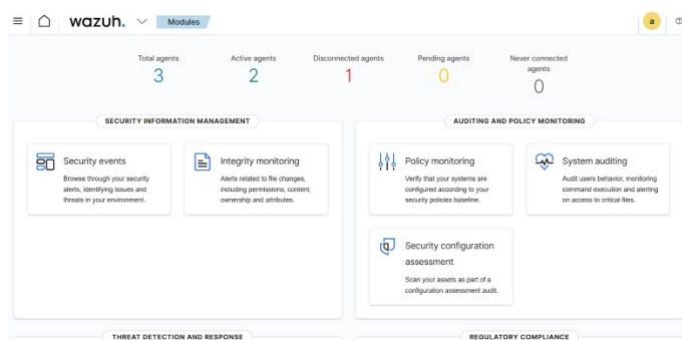 wazuh.
Modules
a
Total agents
3
Active agents
2
Disconnected agents
1
Pending agents
0
Never connected
agents
0
SECURITY INFORMATION MANAGEMENT
Security events
Browse through your security
alerts, identifying issues and
threats in your environment.
Integrity monitoring
Alerts related to file changes,
including permissions, content,
ownership and attributes.
AUDITING AND POLICY MONITORING
Policy monitoring
Verify that your systems are
configured according to your
security policies baseline.
System auditing
Audit users behavior, monitoring
command execution and alerting
on access to critical files.
Security configuration
assessment
Scan your assets as part of a
configuration assessment audit.
THREAT DETECTION AND RESPONSE
REGULATORY COMPLIANCE